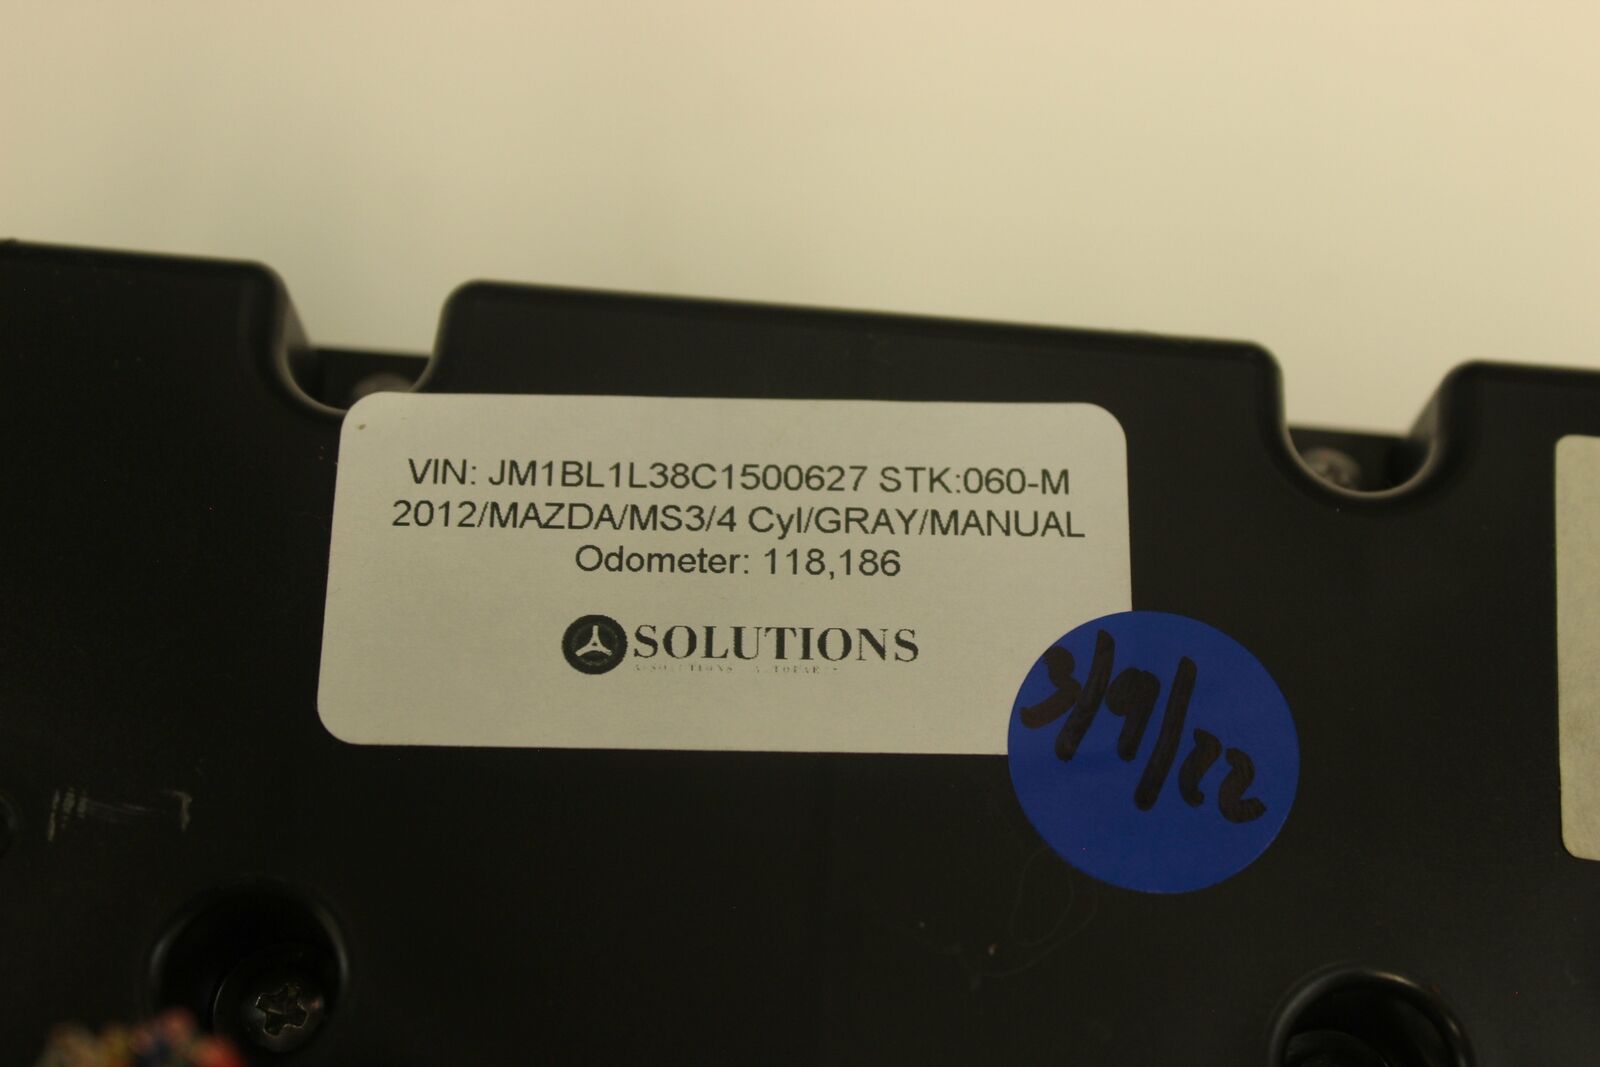 VIN: JM1BL1L38C1500627 STK:060-M
2012/MAZDA/MS3/4 Cyl/GRAY/MANUAL
Odometer: 118,186
SOLUTIONS
3/9/22